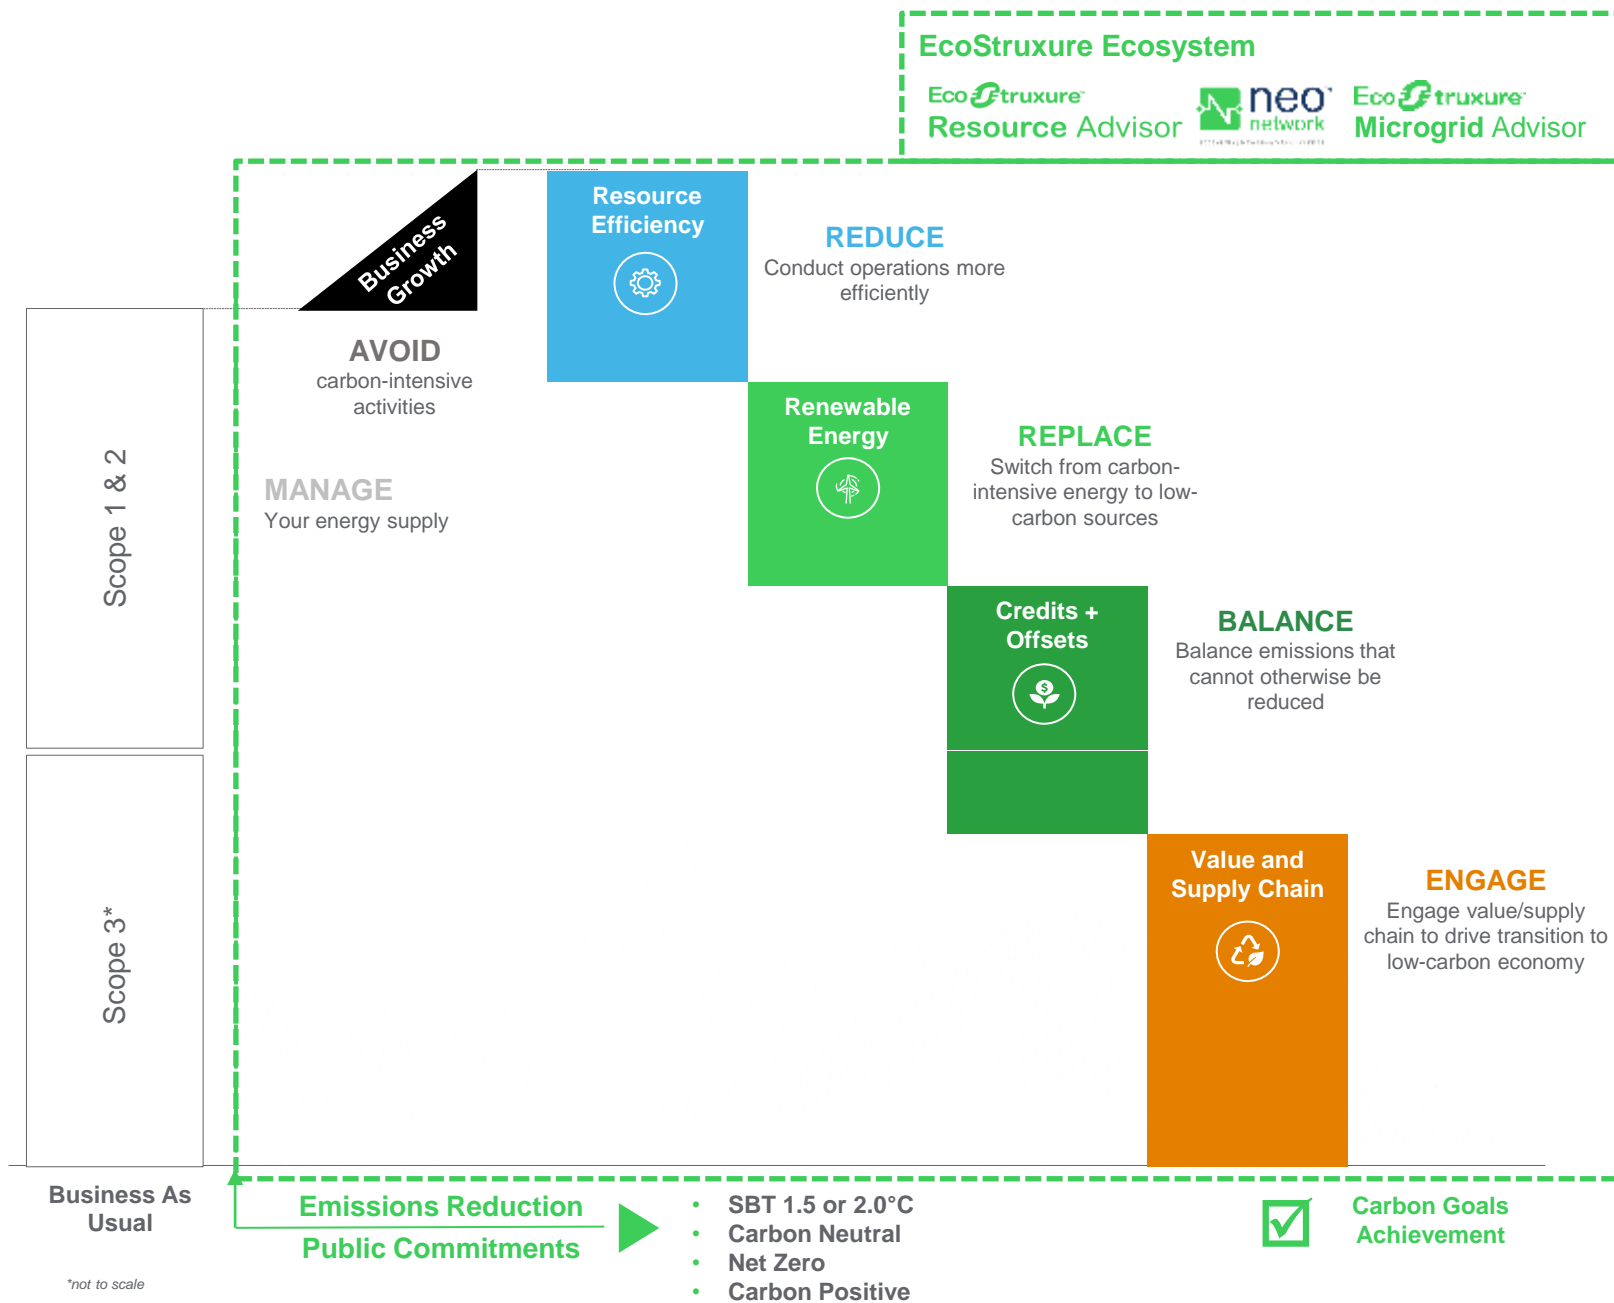 EcoStruxure Ecosystem
EcoStruxure™
Resource Advisor
neo
network
EcoStruxure™
Microgrid Advisor
Business
Growth
Resource
Efficiency
REDUCE
Conduct operations more
efficiently
AVOID
carbon-intensive
activities
MANAGE
Your energy supply
Scope 1 & 2
Renewable
Energy
REPLACE
Switch from carbon-
intensive energy to low-
carbon sources
Credits +
Offsets
BALANCE
Balance emissions that
cannot otherwise be
reduced
Scope 3*
Value and
Supply Chain
ENGAGE
Engage value/supply
chain to drive transition to
low-carbon economy
Business As
Usual
Emissions Reduction
Public Commitments
• SBT 1.5 or 2.0°C
• Carbon Neutral
• Net Zero
• Carbon Positive
Carbon Goals
Achievement
*not to scale